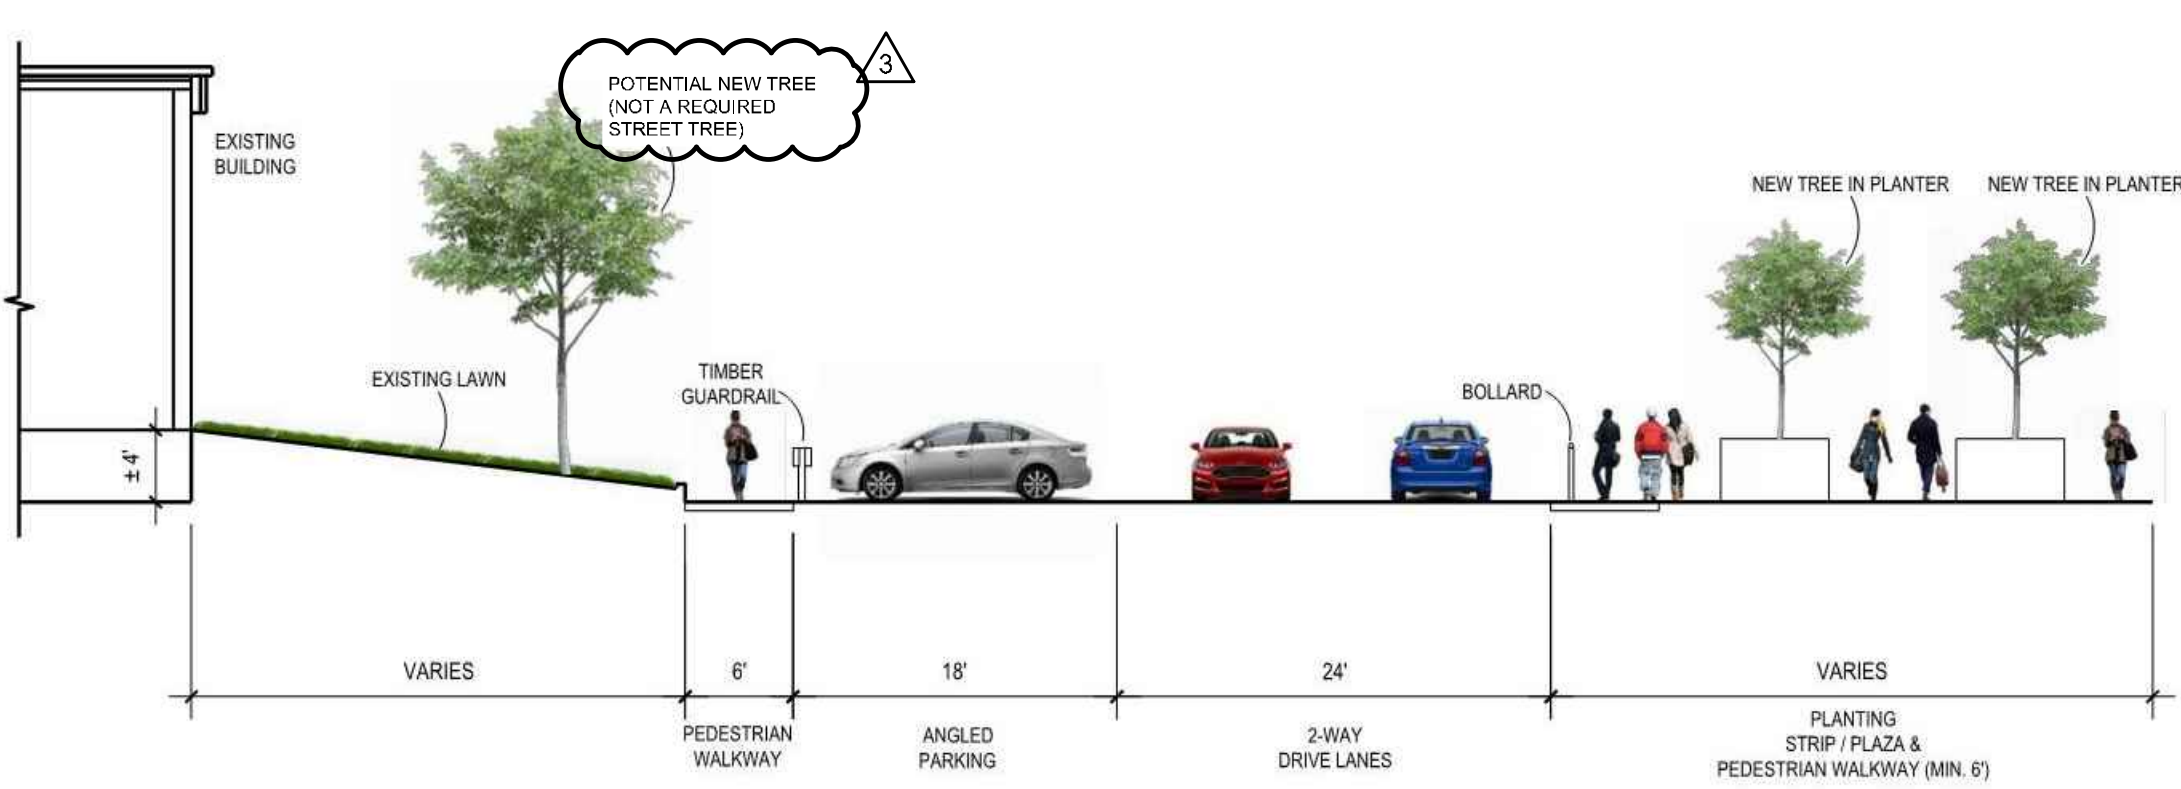 POTENTIAL NEW TREE
(NOT A REQUIRED
STREET TREE)
3
EXISTING
BUILDING
NEW TREE IN PLANTER
NEW TREE IN PLANTER
EXISTING LAWN
TIMBER
GUARDRAIL
BOLLARD
± 4'
VARIES
6'
18'
24'
VARIES
PEDESTRIAN
WALKWAY
ANGLED
PARKING
2-WAY
DRIVE LANES
PLANTING
STRIP / PLAZA &
PEDESTRIAN WALKWAY (MIN. 6')